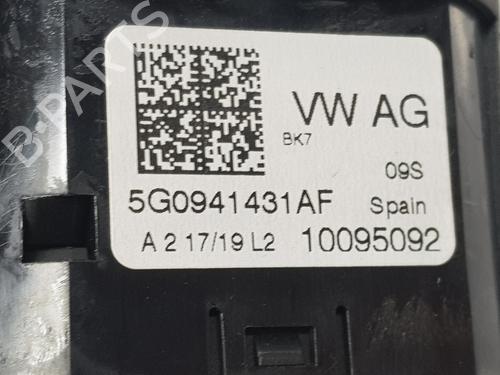 B-PARTS
VW AG
BK7
09S
5G0941431AF Spain
A 2 17/19 L2 10095092